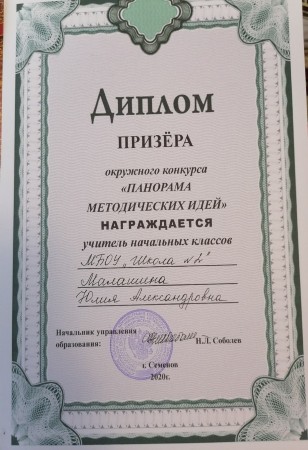 Диплом
ПРИЗЁРА
окружного конкурса
«ПАНОРАМА
МЕТОДИЧЕСКИХ ИДЕЙ»
НАГРАЖДАЕТСЯ
учитель начальных классов
МБОУ „Школа
Малашина
Юлия Александровна
Начальник управления
образования:
Н.Л. Соболев
г. Семенов
2020г.